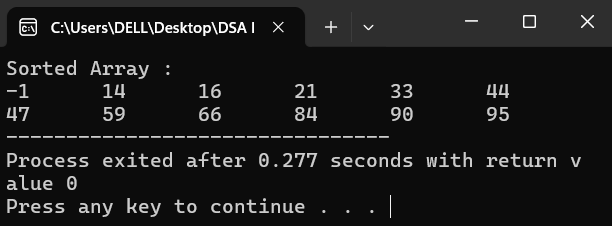 C:\Users\DELL\Desktop\DSA l
Sorted Array :
-1 14 16 21 33 44
47 59 66 84 90 95
--------------------------------
Process exited after 0.277 seconds with return v
alue 0
Press any key to continue . . .